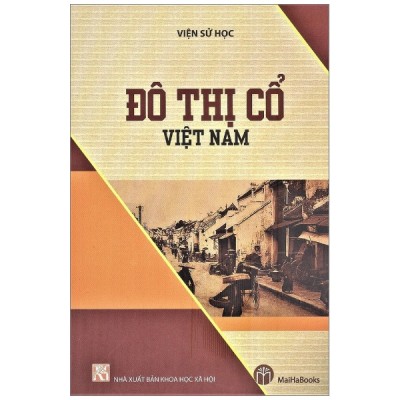 VIỆN SỬ HỌC
ĐÔ THỊ CỔ
VIỆT NAM
NHÀ XUẤT BẢN KHOA HỌC XÃ HỘI
MaiHaBooks